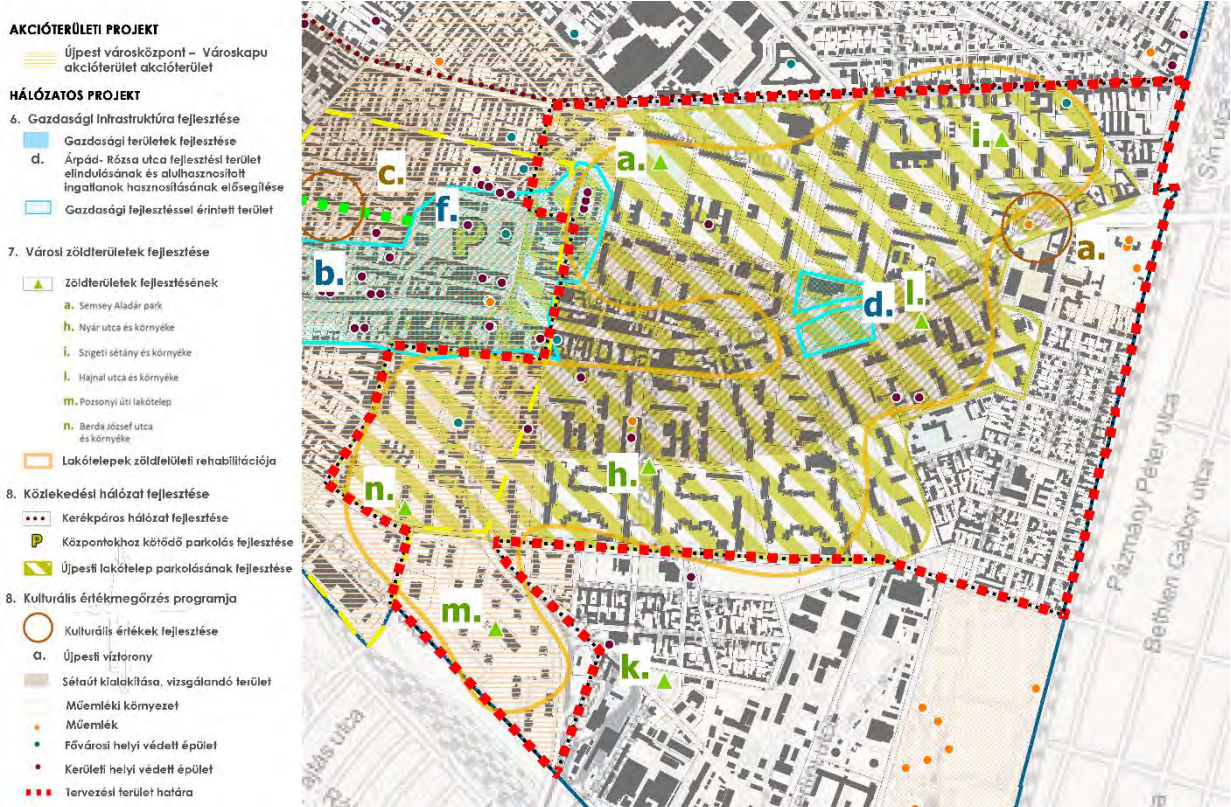 AKCIÓTERÜLETI PROJEKT
Újpest városközpont – Városkapu
akcióterület akcióterület
HÁLÓZATOS PROJEKT
6. Gazdasági infrastruktúra fejlesztése
Gazdasági területek fejlesztése
d. Árpád- Rózsa utca fejlesztési terület
elindulásának és alulhasznosított
ingatlanok hasznosításának elősegítése
Gazdasági fejlesztéssel érintett terület
7. Városi zöldterületek fejlesztése
Zöldterületek fejlesztésének
a. Semsey Aladár park
h. Nyár utca és környéke
i. Szigeti sétány és környéke
l. Hajnal utca és környéke
m. Pozsonyi úti lakótelep
n. Berda József utca
és környéke
Lakótelepek zöldfelületi rehabilitációja
8. Közlekedési hálózat fejlesztése
Kerékpáros hálózat fejlesztése
P Központokhoz kötődő parkolás fejlesztése
Újpesti lakótelep parkolásának fejlesztése
8. Kulturális értékmegőrzés programja
Kulturális értékek fejlesztése
a. Újpesti víztorony
Sétaút kialakítása, vizsgálandó terület
Műemléki környezet
Műemlék
Fővárosi helyi védett épület
Kerületi helyi védett épület
Tervezési terület határa
a.
i.
c.
f.
P
b.
a.
l.
d.
h.
n.
m.
k.
Pázmány Péter utca
Bethlen Gábor utca